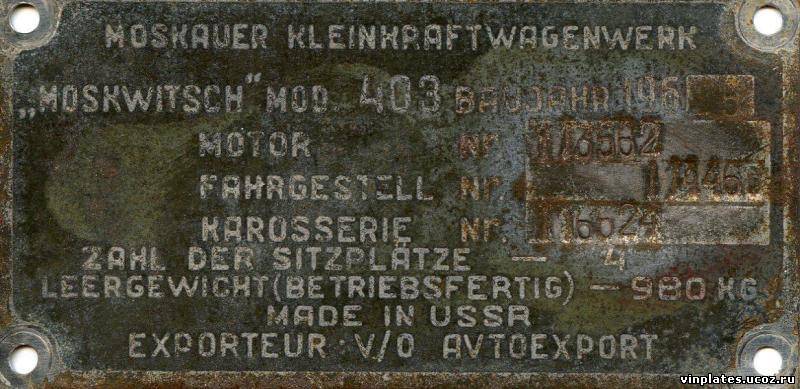 MOSKAUER KLEINKRAFTWAGENWERK
„MOSKWITSCH" MOD. 403 BAUJAHR 196
MOTOR NR.
FAHRGESTELL NR.
KAROSSERIE NR.
ZAHL DER SITZPLÄTZE — 4
LEERGEWICHT (BETRIEBSFERTIG) — 980 KG
MADE IN USSR
EXPORTEUR · V/O AVTOEXPORT
vinplates.ucoz.ru